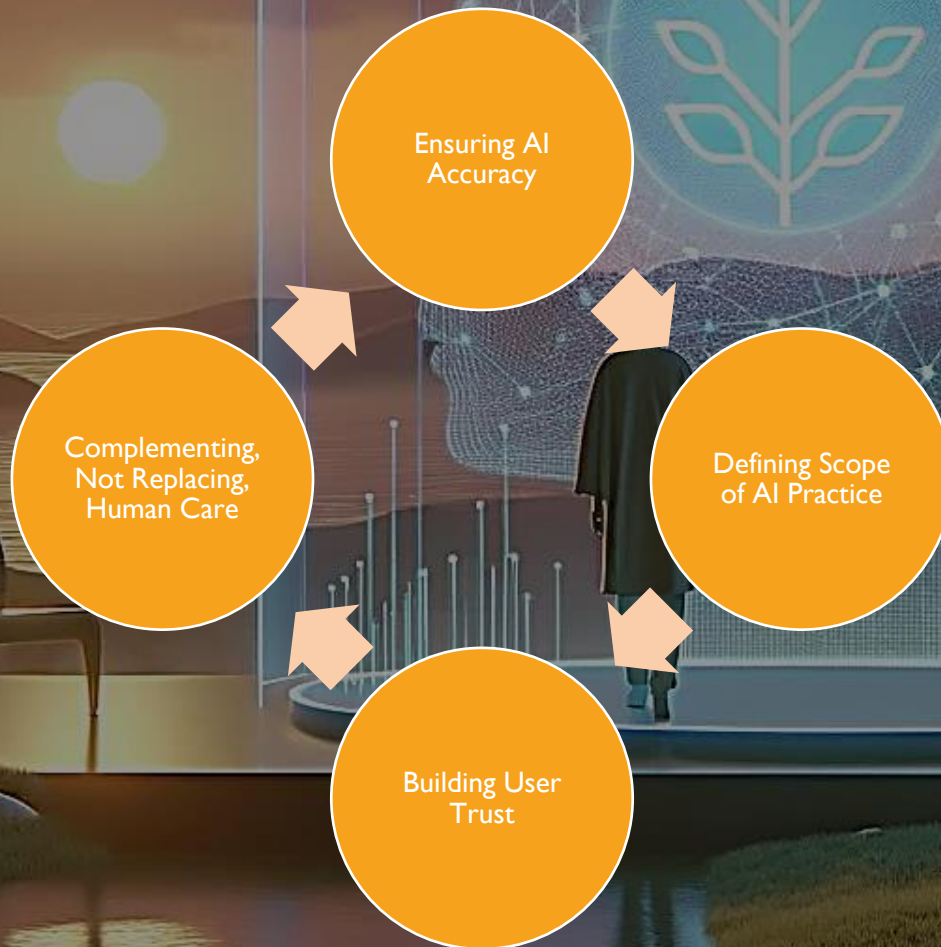 Ensuring AI
Accuracy
Defining Scope
of AI Practice
Building User
Trust
Complementing,
Not Replacing,
Human Care